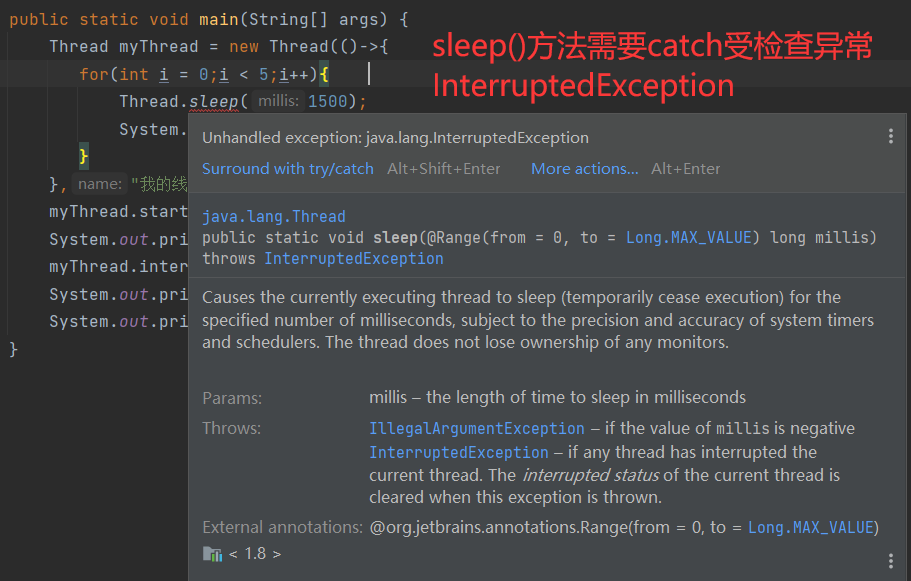 public static void main(String[] args) {
Thread myThread = new Thread(()->{
for(int i = 0;i < 5;i++){
sleep()方法需要catch受检查异常
InterruptedException
Thread.sleep( millis: 1500);
System.
}
}, name: "我的线
myThread.start
System.out.pri
myThread.inter
System.out.pri
System.out.pri
}
Unhandled exception: java.lang.InterruptedException
Surround with try/catch Alt+Shift+Enter More actions... Alt+Enter
java.lang.Thread
public static void sleep(@Range(from = 0, to = Long.MAX_VALUE) long millis)
throws InterruptedException
Causes the currently executing thread to sleep (temporarily cease execution) for the
specified number of milliseconds, subject to the precision and accuracy of system timers
and schedulers. The thread does not lose ownership of any monitors.
Params: millis – the length of time to sleep in milliseconds
Throws: IllegalArgumentException – if the value of millis is negative
InterruptedException – if any thread has interrupted the
current thread. The interrupted status of the current thread is
cleared when this exception is thrown.
External annotations: @org.jetbrains.annotations.Range(from = 0, to = Long.MAX_VALUE)
< 1.8 >